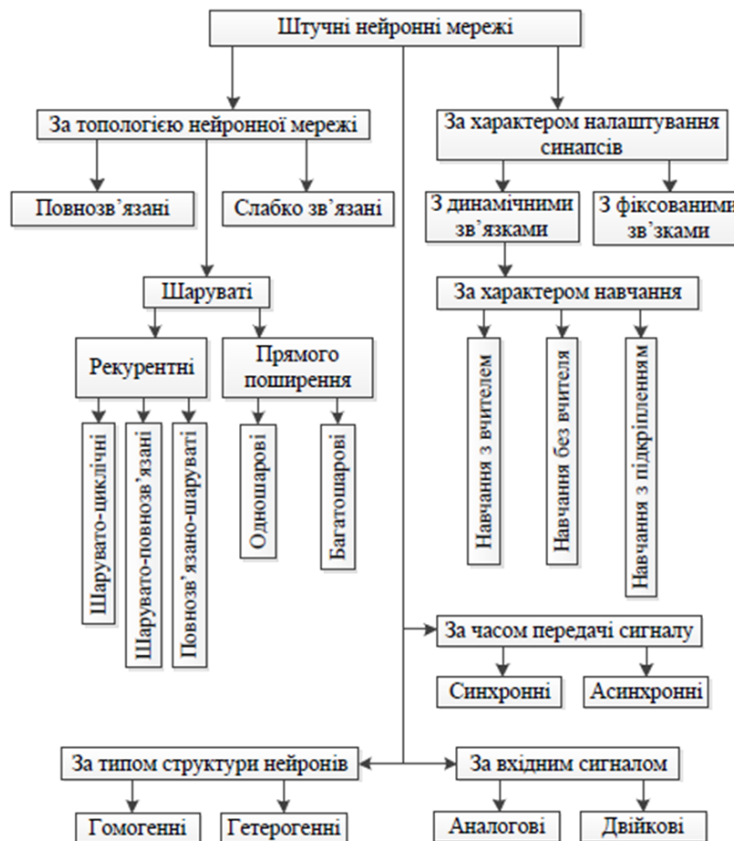 Штучні нейронні мережі
За топологією нейронної мережі
За характером налаштування
синапсів
Повнозв’язані
Слабко зв’язані
З динамічними
зв’язками
З фіксованими
зв’зками
Шаруваті
За характером навчання
Рекурентні
Прямого
поширення
Шарувато-циклічні
Шарувато-повнозв’язані
Повнозв’язано-шаруваті
Одношарові
Багатошарові
Навчання з вчителем
Навчання без вчителя
Навчання з підкріпленням
За часом передачі сигналу
Синхронні
Асинхронні
За типом структури нейронів
За вхідним сигналом
Гомогенні
Гетерогенні
Аналогові
Двійкові